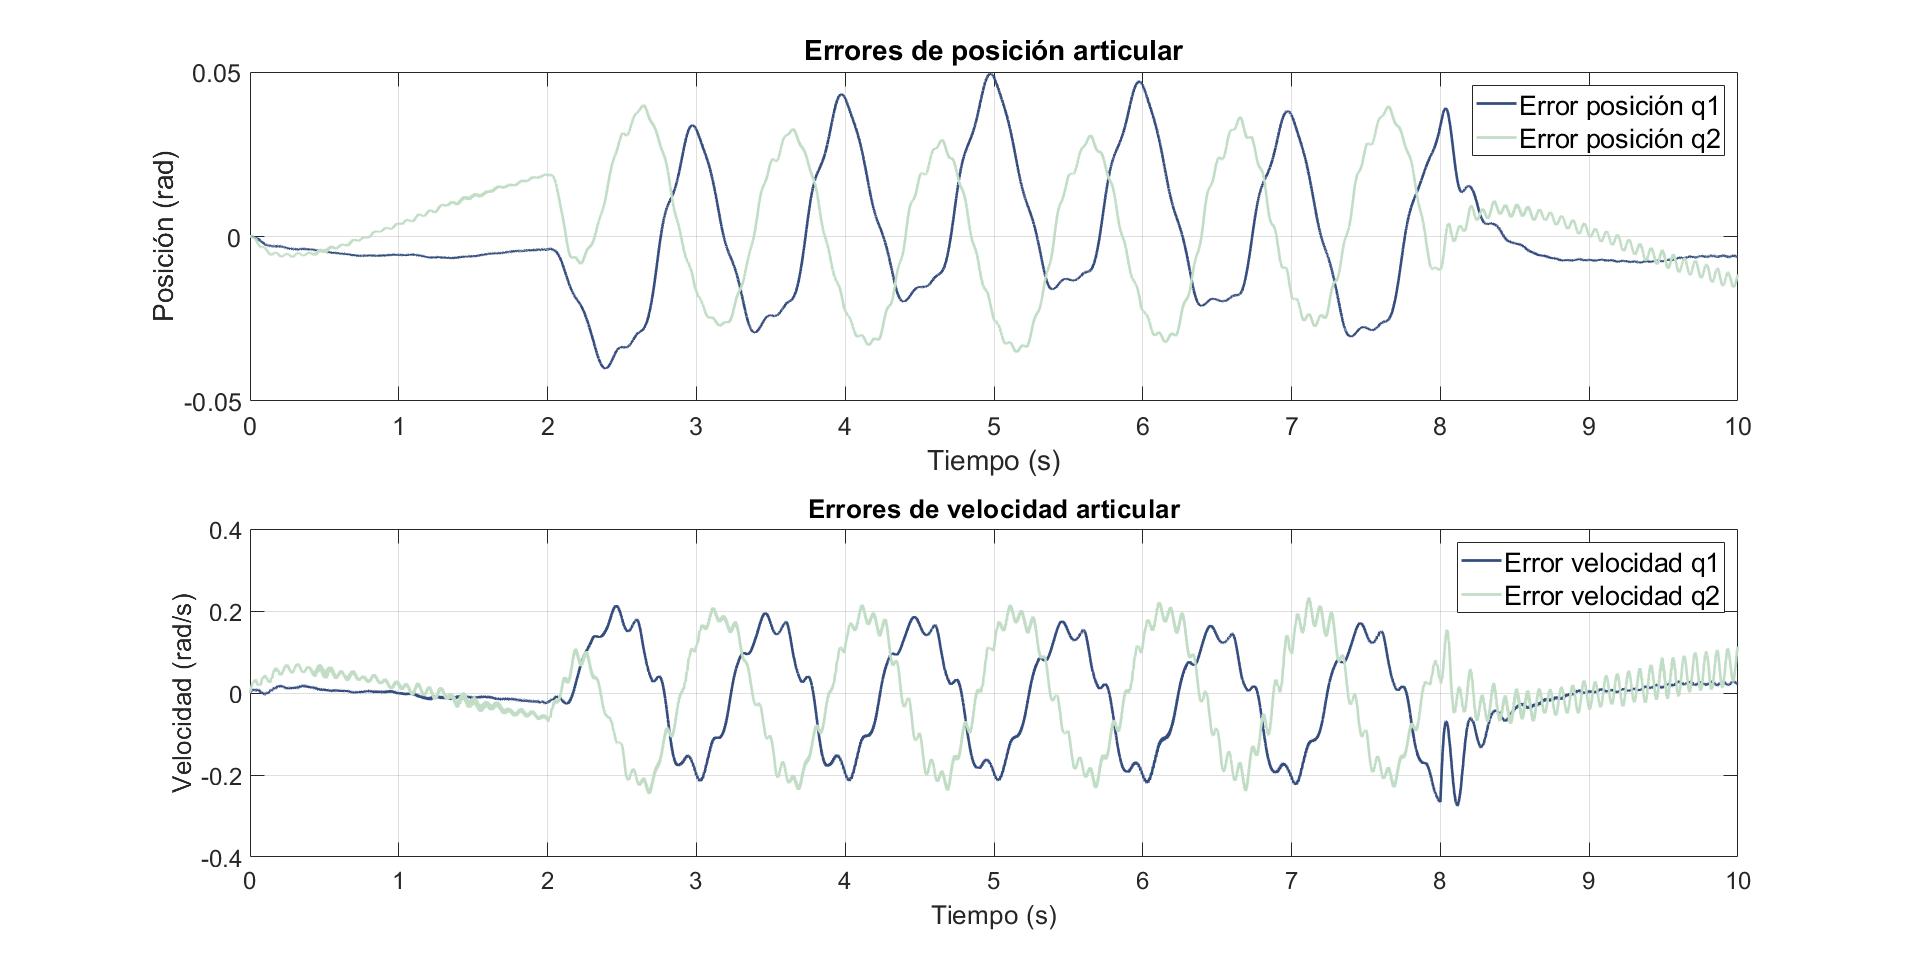 Errores de posición articular
0.05
0
-0.05
Posición (rad)
Error posición q1
Error posición q2
0 1 2 3 4 5 6 7 8 9 10
Tiempo (s)
Errores de velocidad articular
0.4
0.2
0
-0.2
-0.4
Velocidad (rad/s)
Error velocidad q1
Error velocidad q2
0 1 2 3 4 5 6 7 8 9 10
Tiempo (s)